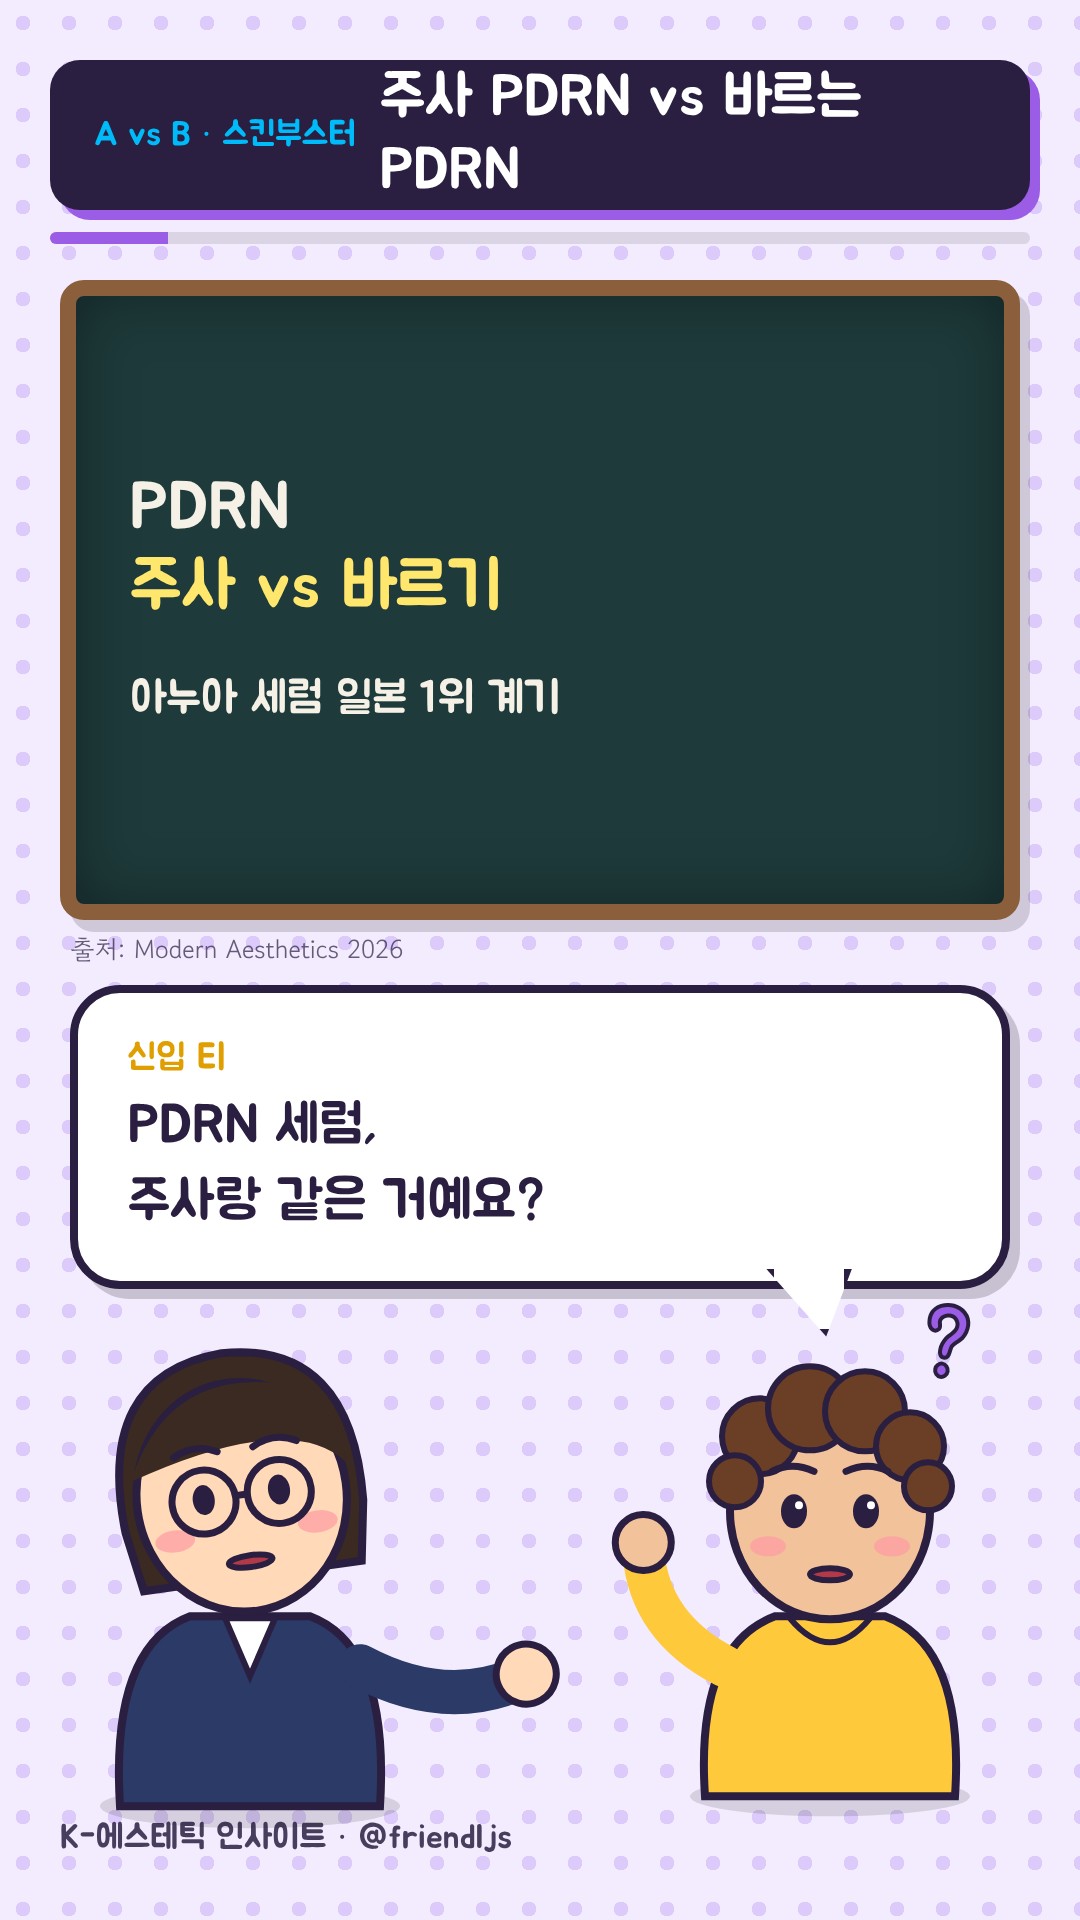 A vs B · 스킨부스터
주사 PDRN vs 바르는
PDRN
PDRN
주사 vs 바르기
아누아 세럼 일본 1위 계기
출처: Modern Aesthetics 2026
신입 티
PDRN 세럼,
주사랑 같은 거예요?
?
K-에스테틱 인사이트 · @friendljs